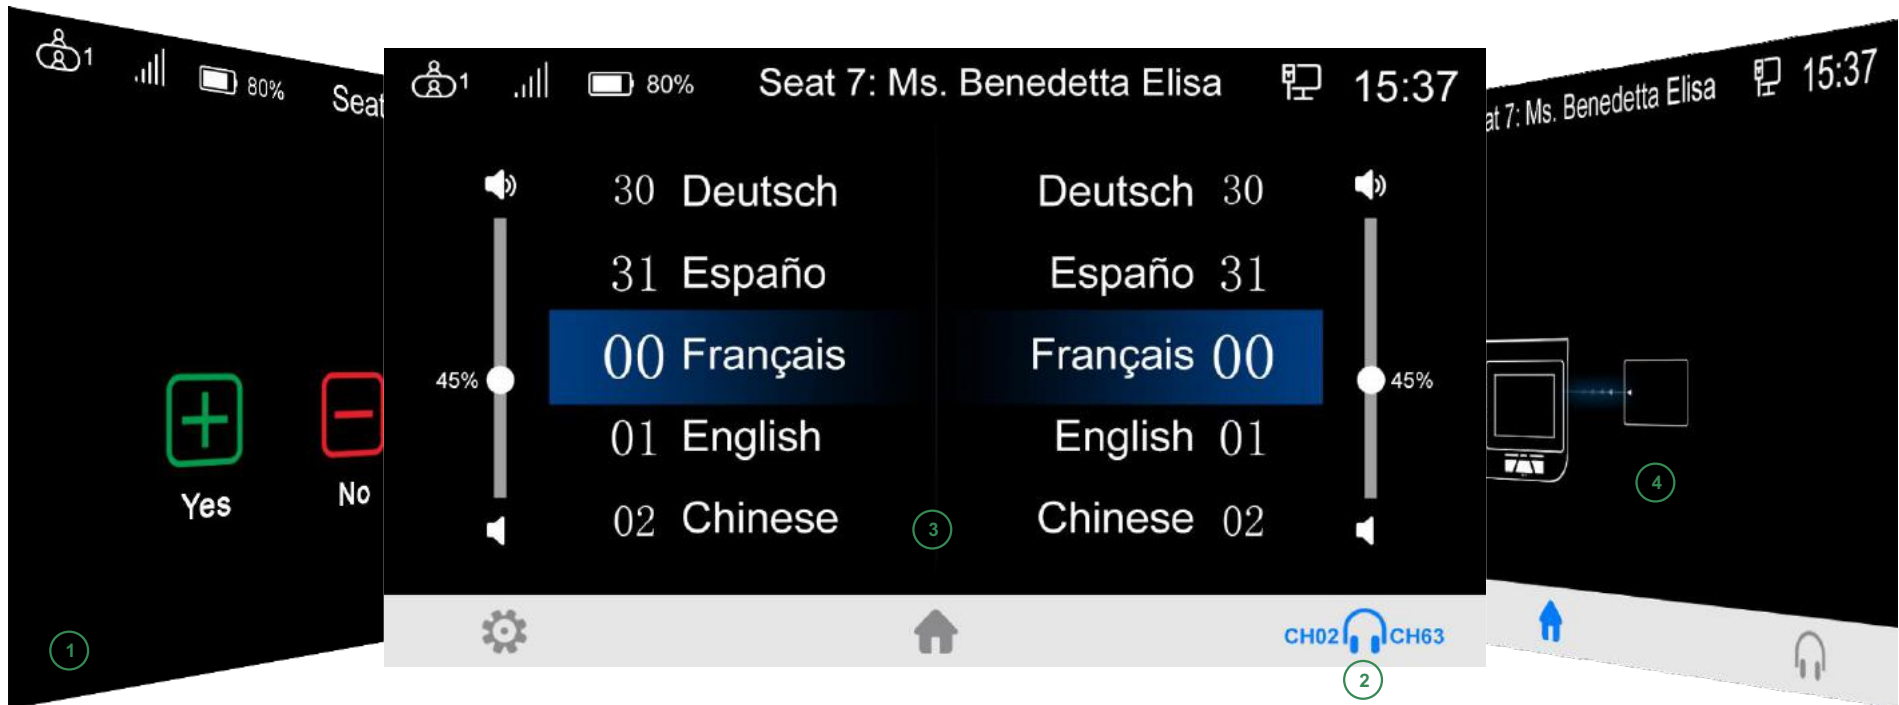 1 80% Seat
Yes No
1
1 80% Seat 7: Ms. Benedetta Elisa 15:37
30 Deutsch Deutsch 30
31 Españo Españo 31
45% 00 Français Français 00 45%
01 English English 01
02 Chinese Chinese 02
3
CH02 CH63
2
at 7: Ms. Benedetta Elisa 15:37
4